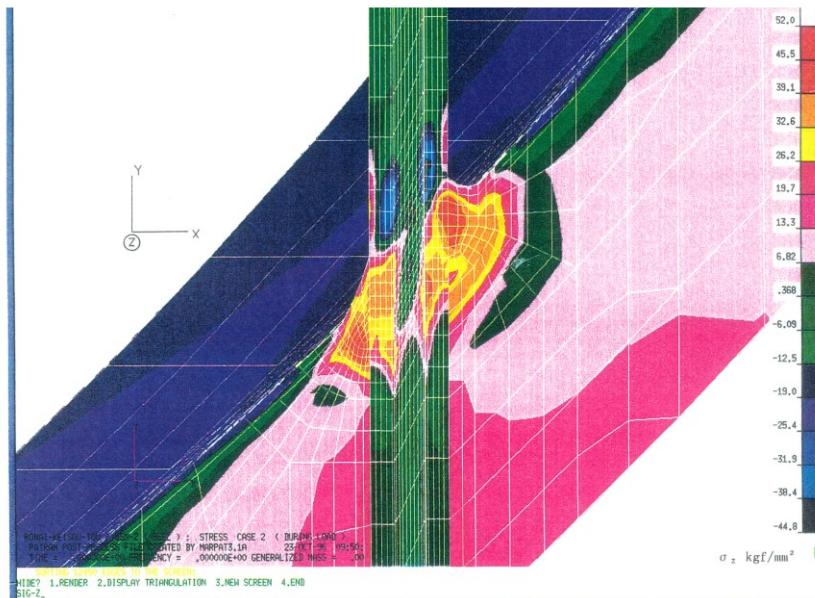 52.0
45.5
39.1
32.6
26.2
19.7
13.3
6.82
.368
-6.09
-12.5
-19.0
-25.4
-31.9
-38.4
-44.8
Y
Z X
STRESS CASE 2 ( DURING LOAD )
PATRAN POST-PROCESS FILE CREATED BY MARPAT3.1A 23-OCT-96 09:50:
TIME = FREQUENCY = .000000E+00 GENERALIZED MASS = .00
σz kgf/mm²
HIDE? 1.RENDER 2.DISPLAY TRIANGULATION 3.NEW SCREEN 4.END
SIG-Z